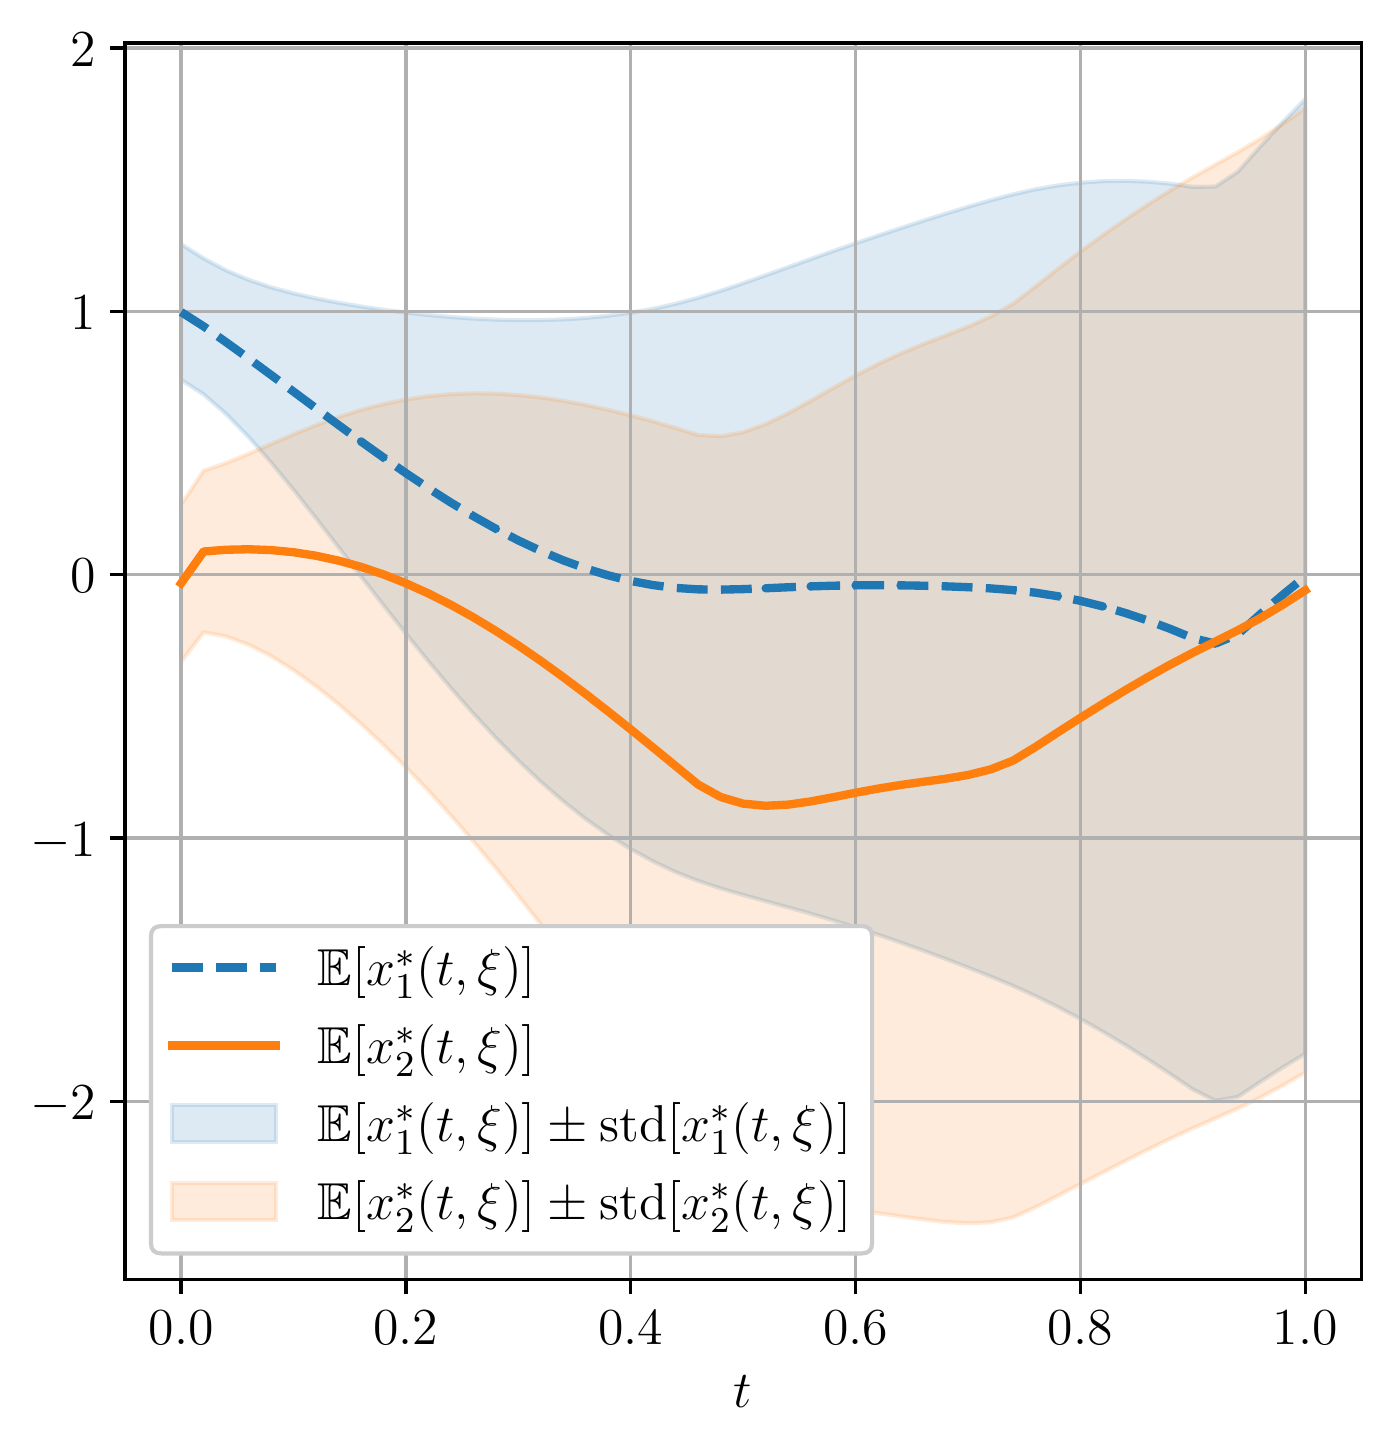 2
1
0
−1
−2
𝔼[x₁*(t, ξ)]
𝔼[x₂*(t, ξ)]
𝔼[x₁*(t, ξ)] ± std[x₁*(t, ξ)]
𝔼[x₂*(t, ξ)] ± std[x₂*(t, ξ)]
0.0 0.2 0.4 0.6 0.8 1.0
t